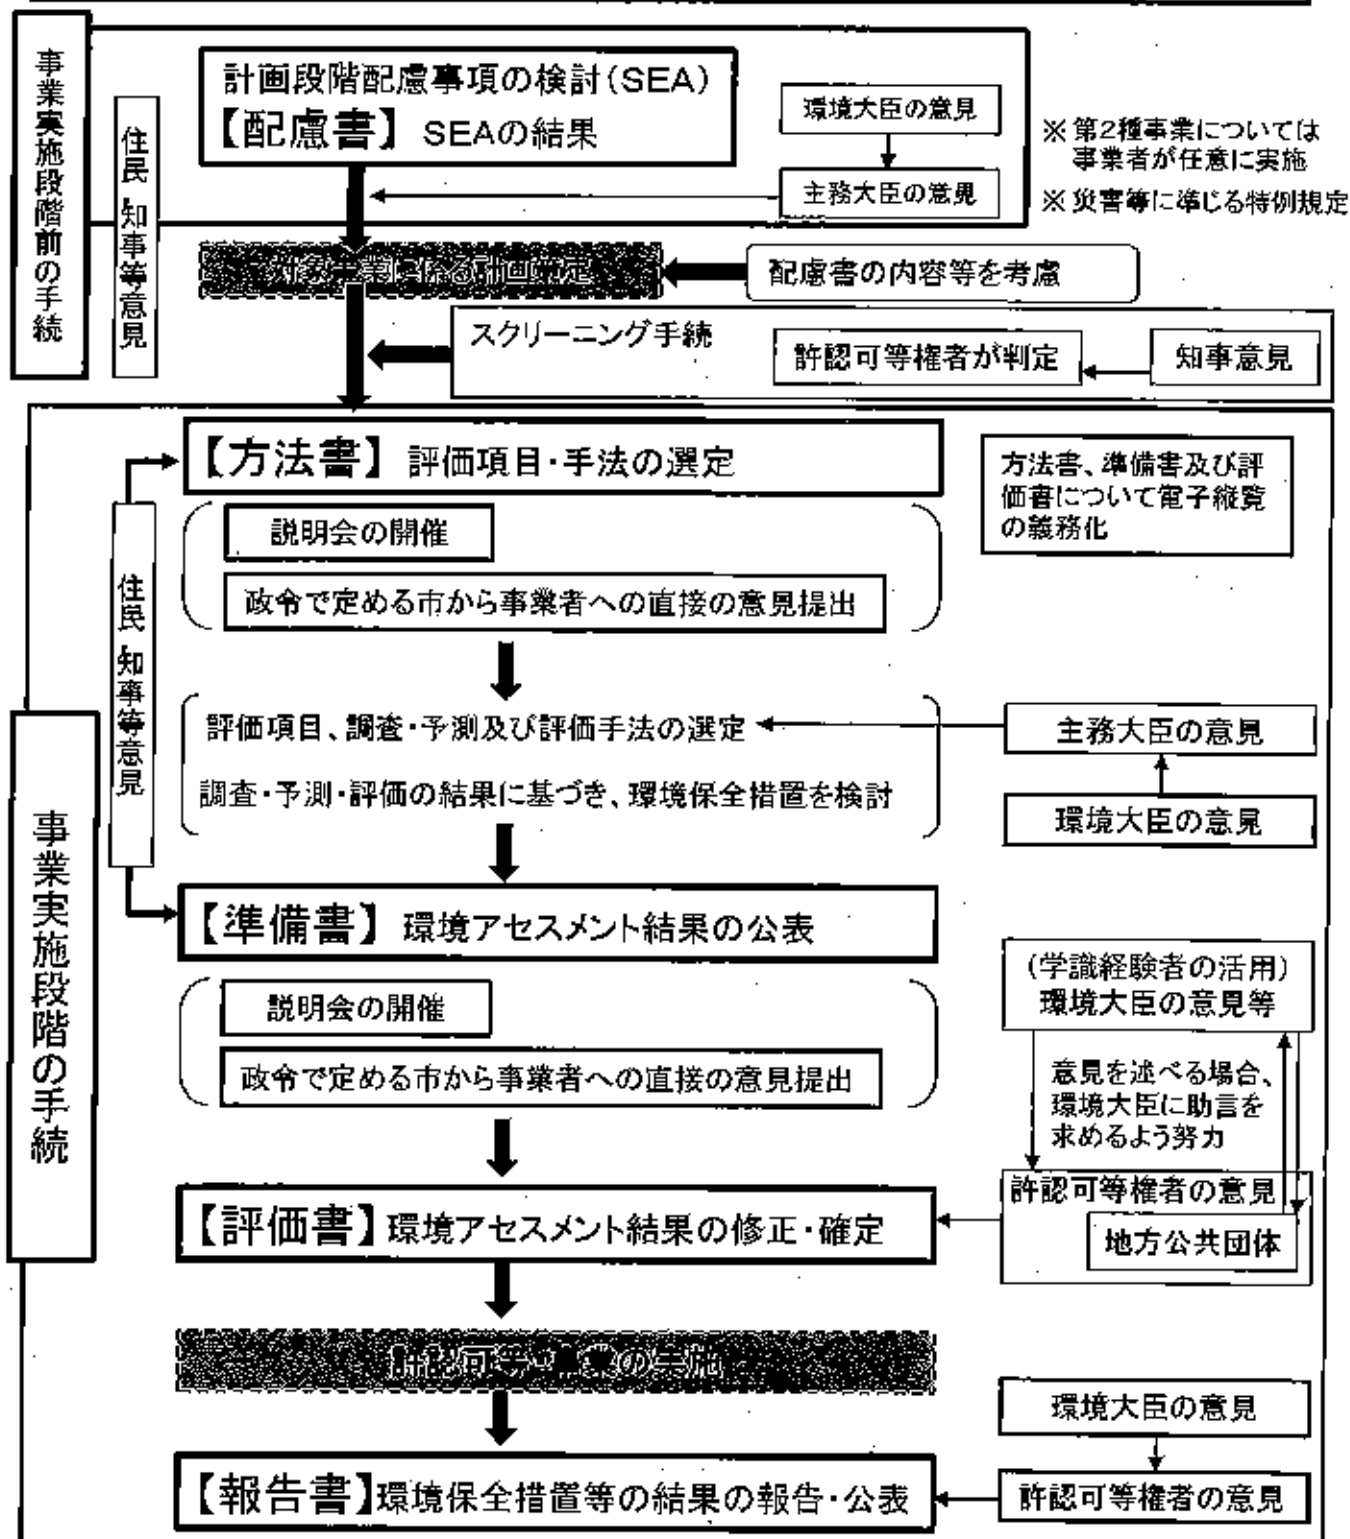 事業実施段階前の手続
住民・知事等意見
計画段階配慮事項の検討(SEA)
【配慮書】 SEAの結果
環境大臣の意見
主務大臣の意見
※ 第2種事業については
事業者が任意に実施
※ 災害等に準じる特例規定
対象事業に係る計画策定
配慮書の内容等を考慮
スクリーニング手続
許認可等権者が判定
知事意見
事業実施段階の手続
住民・知事等意見
【方法書】 評価項目・手法の選定
方法書、準備書及び評
価書について電子縦覧
の義務化
説明会の開催
政令で定める市から事業者への直接の意見提出
評価項目、調査・予測及び評価手法の選定
調査・予測・評価の結果に基づき、環境保全措置を検討
主務大臣の意見
環境大臣の意見
【準備書】 環境アセスメント結果の公表
説明会の開催
政令で定める市から事業者への直接の意見提出
(学識経験者の活用)
環境大臣の意見等
意見を述べる場合、
環境大臣に助言を
求めるよう努力
許認可等権者の意見
地方公共団体
【評価書】環境アセスメント結果の修正・確定
許認可等・事業の実施
【報告書】環境保全措置等の結果の報告・公表
環境大臣の意見
許認可等権者の意見